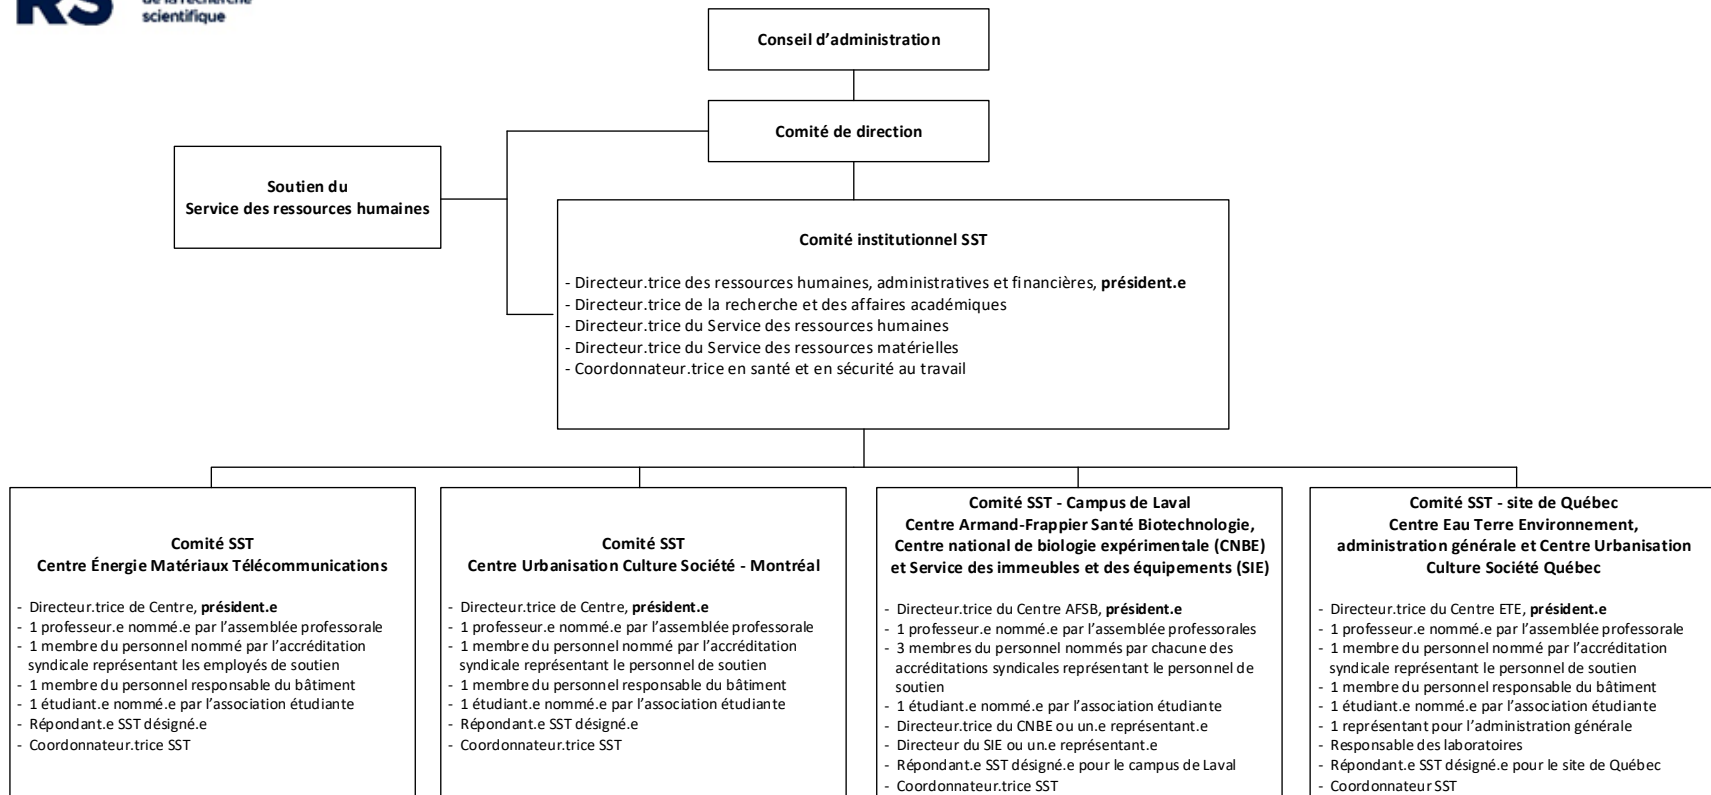 RS
de la recherche
scientifique
Conseil d’administration
Comité de direction
Soutien du
Service des ressources humaines
Comité institutionnel SST
- Directeur.trice des ressources humaines, administratives et financières, président.e
- Directeur.trice de la recherche et des affaires académiques
- Directeur.trice du Service des ressources humaines
- Directeur.trice du Service des ressources matérielles
- Coordonnateur.trice en santé et en sécurité au travail
Comité SST
Centre Énergie Matériaux Télécommunications
- Directeur.trice de Centre, président.e
- 1 professeur.e nommé.e par l’assemblée professorale
- 1 membre du personnel nommé par l’accréditation
syndicale représentant les employés de soutien
- 1 membre du personnel responsable du bâtiment
- 1 étudiant.e nommé.e par l’association étudiante
- Répondant.e SST désigné.e
- Coordonnateur.trice SST
Comité SST
Centre Urbanisation Culture Société - Montréal
- Directeur.trice de Centre, président.e
- 1 professeur.e nommé.e par l’assemblée professorale
- 1 membre du personnel nommé par l’accréditation
syndicale représentant le personnel de soutien
- 1 membre du personnel responsable du bâtiment
- 1 étudiant.e nommé.e par l’association étudiante
- Répondant.e SST désigné.e
- Coordonnateur.trice SST
Comité SST - Campus de Laval
Centre Armand-Frappier Santé Biotechnologie,
Centre national de biologie expérimentale (CNBE)
et Service des immeubles et des équipements (SIE)
- Directeur.trice du Centre AFSB, président.e
- 1 professeur.e nommé.e par l’assemblée professorales
- 3 membres du personnel nommés par chacune des
accréditations syndicales représentant le personnel de
soutien
- 1 étudiant.e nommé.e par l’association étudiante
- Directeur.trice du CNBE ou un.e représentant.e
- Directeur du SIE ou un.e représentant.e
- Répondant.e SST désigné.e pour le campus de Laval
- Coordonnateur.trice SST
Comité SST - site de Québec
Centre Eau Terre Environnement,
administration générale et Centre Urbanisation
Culture Société Québec
- Directeur.trice du Centre ETE, président.e
- 1 professeur.e nommé.e par l’assemblée professorale
- 1 membre du personnel nommé par l’accréditation
syndicale représentant le personnel de soutien
- 1 membre du personnel responsable du bâtiment
- 1 étudiant.e nommé.e par l’association étudiante
- 1 représentant pour l’administration générale
- Responsable des laboratoires
- Répondant.e SST désigné.e pour le site de Québec
- Coordonnateur SST